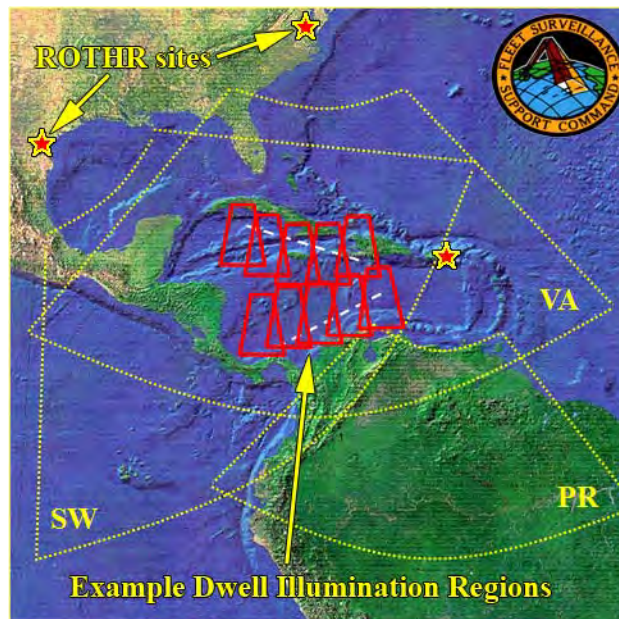 ROTHR sites
FLEET SURVEILLANCE
SUPPORT COMMAND
VA
SW
PR
Example Dwell Illumination Regions